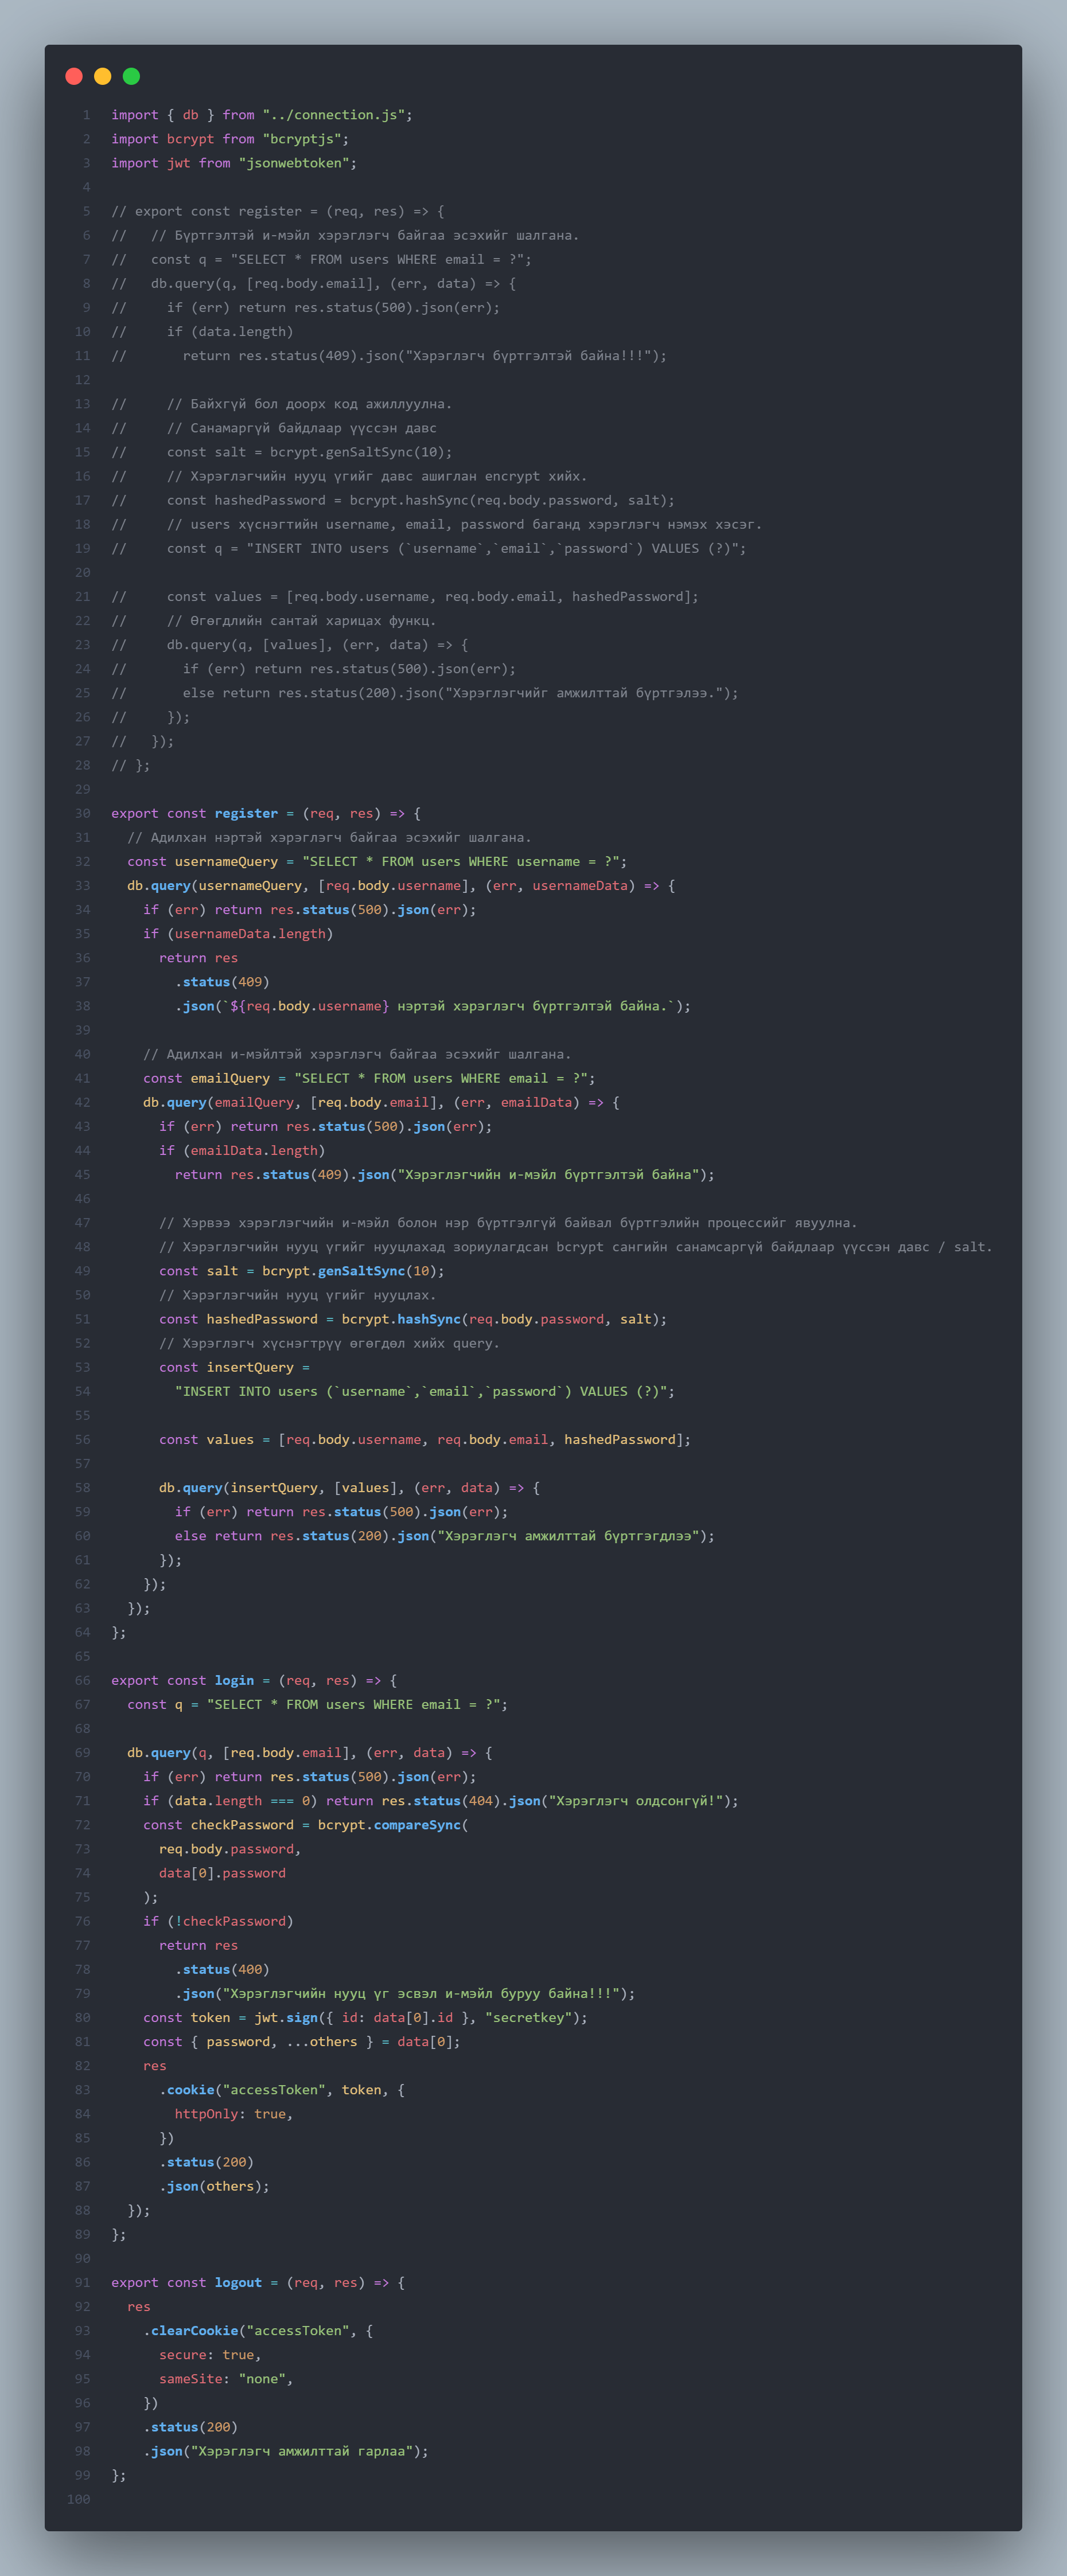 1 import { db } from "../connection.js";
2 import bcrypt from "bcryptjs";
3 import jwt from "jsonwebtoken";
4
5 // export const register = (req, res) => {
6 //   // Бүртгэлтэй и-мэйл хэрэглэгч байгаа эсэхийг шалгана.
7 //   const q = "SELECT * FROM users WHERE email = ?";
8 //   db.query(q, [req.body.email], (err, data) => {
9 //     if (err) return res.status(500).json(err);
10 //     if (data.length)
11 //       return res.status(409).json("Хэрэглэгч бүртгэлтэй байна!!!");
12
13 //     // Байхгүй бол доорх код ажиллуулна.
14 //     // Санамаргүй байдлаар үүссэн давс
15 //     const salt = bcrypt.genSaltSync(10);
16 //     // Хэрэглэгчийн нууц үгийг давс ашиглан encrypt хийх.
17 //     const hashedPassword = bcrypt.hashSync(req.body.password, salt);
18 //     // users хүснэгтийн username, email, password баганд хэрэглэгч нэмэх хэсэг.
19 //     const q = "INSERT INTO users (`username`,`email`,`password`) VALUES (?)";
20
21 //     const values = [req.body.username, req.body.email, hashedPassword];
22 //     // Өгөгдлийн сантай харицах функц.
23 //     db.query(q, [values], (err, data) => {
24 //       if (err) return res.status(500).json(err);
25 //       else return res.status(200).json("Хэрэглэгчийг амжилттай бүртгэлээ.");
26 //     });
27 //   });
28 // };
29
30 export const register = (req, res) => {
31   // Адилхан нэртэй хэрэглэгч байгаа эсэхийг шалгана.
32   const usernameQuery = "SELECT * FROM users WHERE username = ?";
33   db.query(usernameQuery, [req.body.username], (err, usernameData) => {
34     if (err) return res.status(500).json(err);
35     if (usernameData.length)
36       return res
37         .status(409)
38         .json(`${req.body.username} нэртэй хэрэглэгч бүртгэлтэй байна.`);
39
40     // Адилхан и-мэйлтэй хэрэглэгч байгаа эсэхийг шалгана.
41     const emailQuery = "SELECT * FROM users WHERE email = ?";
42     db.query(emailQuery, [req.body.email], (err, emailData) => {
43       if (err) return res.status(500).json(err);
44       if (emailData.length)
45         return res.status(409).json("Хэрэглэгчийн и-мэйл бүртгэлтэй байна");
46
47       // Хэрвээ хэрэглэгчийн и-мэйл болон нэр бүртгэлгүй байвал бүртгэлийн процессийг явуулна.
48       // Хэрэглэгчийн нууц үгийг нууцлахад зориулагдсан bcrypt сангийн санамсаргүй байдлаар үүссэн давс / salt.
49       const salt = bcrypt.genSaltSync(10);
50       // Хэрэглэгчийн нууц үгийг нууцлах.
51       const hashedPassword = bcrypt.hashSync(req.body.password, salt);
52       // Хэрэглэгч хүснэгтрүү өгөгдөл хийх query.
53       const insertQuery =
54         "INSERT INTO users (`username`,`email`,`password`) VALUES (?)";
55
56       const values = [req.body.username, req.body.email, hashedPassword];
57
58       db.query(insertQuery, [values], (err, data) => {
59         if (err) return res.status(500).json(err);
60         else return res.status(200).json("Хэрэглэгч амжилттай бүртгэгдлээ");
61       });
62     });
63   });
64 };
65
66 export const login = (req, res) => {
67   const q = "SELECT * FROM users WHERE email = ?";
68
69   db.query(q, [req.body.email], (err, data) => {
70     if (err) return res.status(500).json(err);
71     if (data.length === 0) return res.status(404).json("Хэрэглэгч олдсонгүй!");
72     const checkPassword = bcrypt.compareSync(
73       req.body.password,
74       data[0].password
75     );
76     if (!checkPassword)
77       return res
78         .status(400)
79         .json("Хэрэглэгчийн нууц үг эсвэл и-мэйл буруу байна!!!");
80     const token = jwt.sign({ id: data[0].id }, "secretkey");
81     const { password, ...others } = data[0];
82     res
83       .cookie("accessToken", token, {
84         httpOnly: true,
85       })
86       .status(200)
87       .json(others);
88   });
89 };
90
91 export const logout = (req, res) => {
92   res
93     .clearCookie("accessToken", {
94       secure: true,
95       sameSite: "none",
96     })
97     .status(200)
98     .json("Хэрэглэгч амжилттай гарлаа");
99 };
100